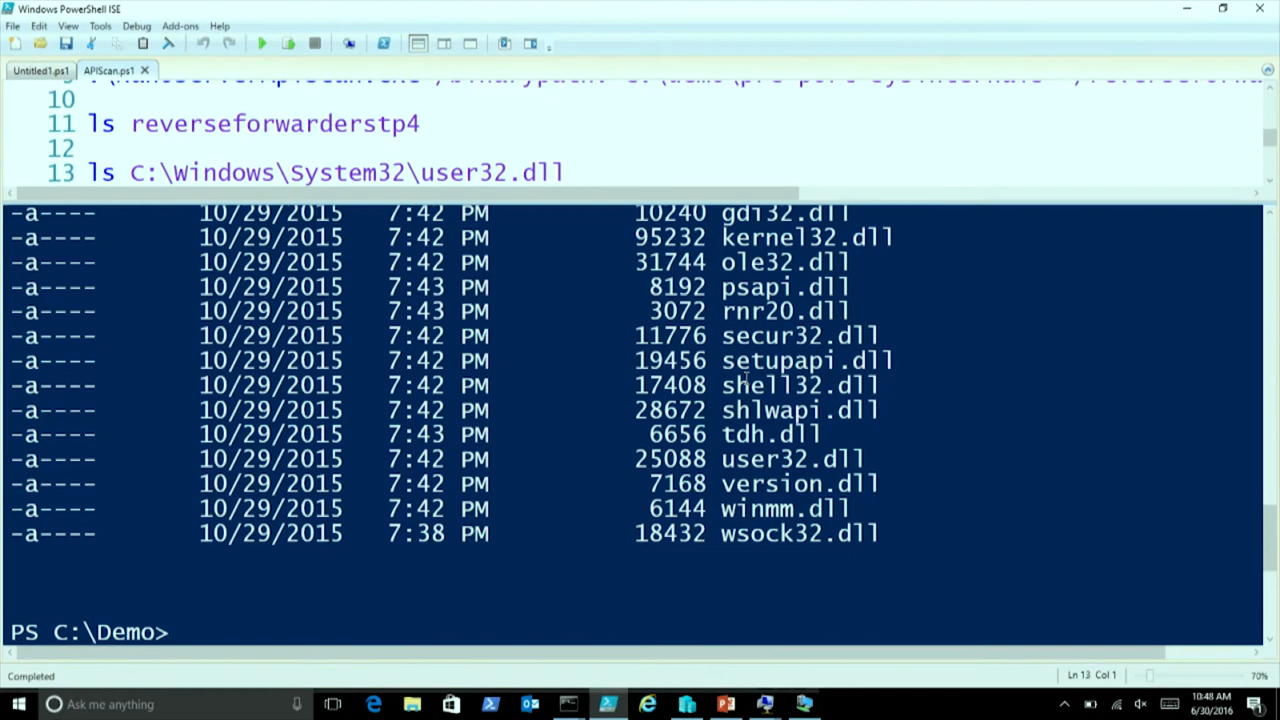 Windows PowerShell ISE
File Edit View Tools Debug Add-ons Help
Untitled1.ps1 APIScan.ps1
10
11 ls reverseforwarderstp4
12
13 ls C:\Windows\System32\user32.dll
-a---- 10/29/2015 7:42 PM 10240 gdi32.dll
-a---- 10/29/2015 7:42 PM 95232 kernel32.dll
-a---- 10/29/2015 7:42 PM 31744 ole32.dll
-a---- 10/29/2015 7:43 PM 8192 psapi.dll
-a---- 10/29/2015 7:43 PM 3072 rnr20.dll
-a---- 10/29/2015 7:42 PM 11776 secur32.dll
-a---- 10/29/2015 7:42 PM 19456 setupapi.dll
-a---- 10/29/2015 7:42 PM 17408 shell32.dll
-a---- 10/29/2015 7:42 PM 28672 shlwapi.dll
-a---- 10/29/2015 7:43 PM 6656 tdh.dll
-a---- 10/29/2015 7:42 PM 25088 user32.dll
-a---- 10/29/2015 7:42 PM 7168 version.dll
-a---- 10/29/2015 7:42 PM 6144 winmm.dll
-a---- 10/29/2015 7:38 PM 18432 wsock32.dll
PS C:\Demo>
Completed Ln 13 Col 1 70%
Ask me anything 10:48 AM
6/30/2016